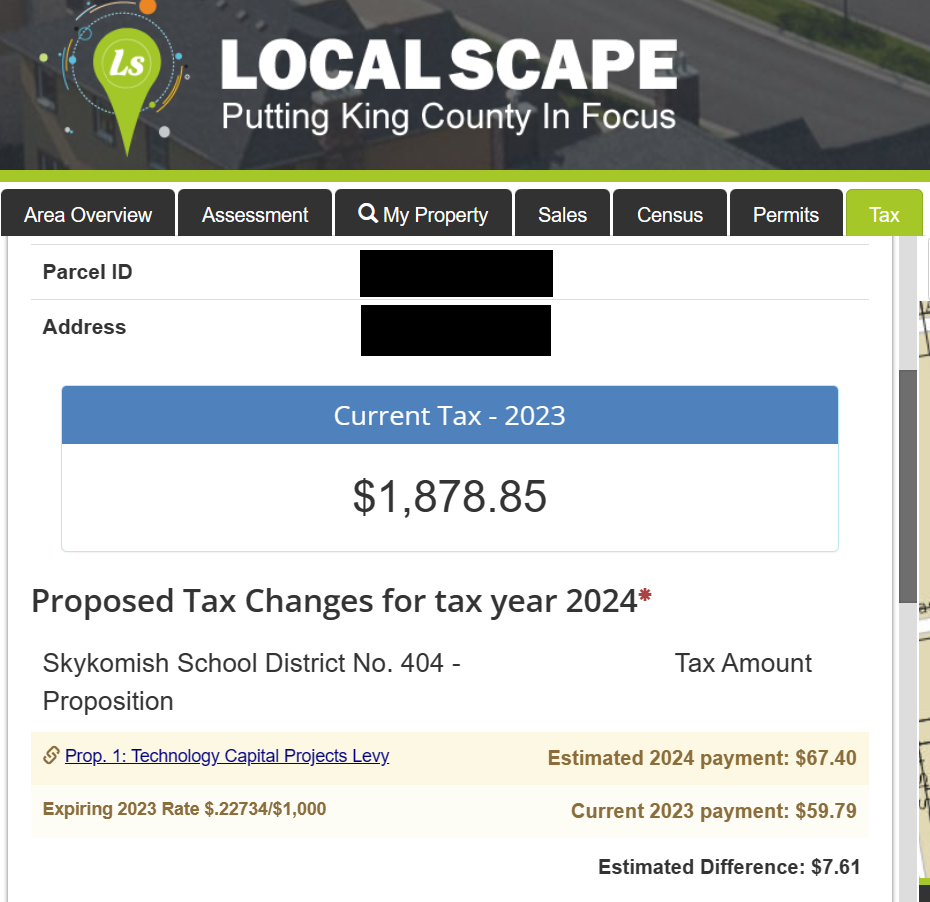 Ls
LOCAL SCAPE
Putting King County In Focus
Area Overview
Assessment
My Property
Sales
Census
Permits
Tax
Parcel ID
Address
Current Tax - 2023
$1,878.85
Proposed Tax Changes for tax year 2024*
Skykomish School District No. 404 - Tax Amount
Proposition
Prop. 1: Technology Capital Projects Levy Estimated 2024 payment: $67.40
Expiring 2023 Rate $.22734/$1,000 Current 2023 payment: $59.79
Estimated Difference: $7.61